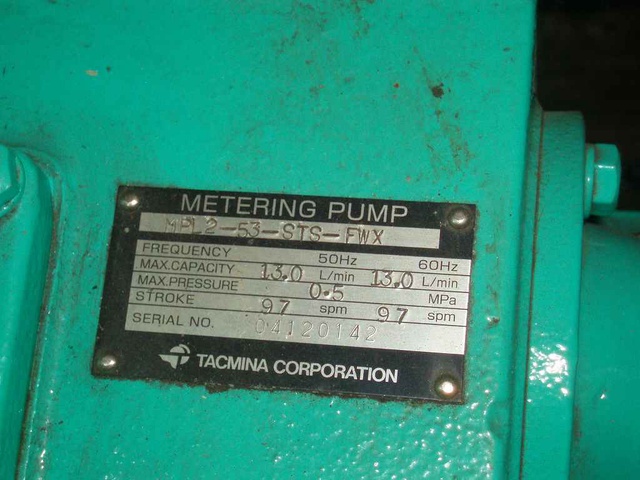 METERING PUMP
MPL2-53-STS-FWX
FREQUENCY 50Hz 60Hz
MAX.CAPACITY 13.0 L/min 13.0 L/min
MAX.PRESSURE 0.5 MPa
STROKE 97 spm 97 spm
SERIAL NO. 04120142
TACMINA CORPORATION